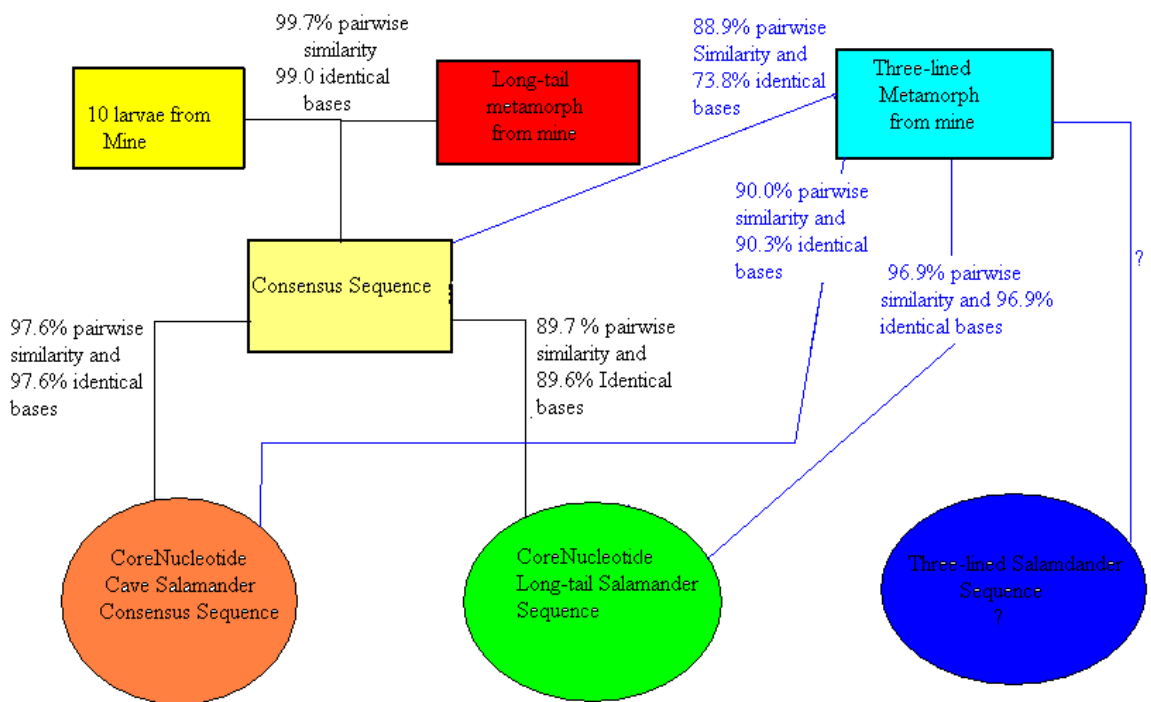 99.7% pairwise
similarity
99.0 identical
bases
88.9% pairwise
Similarity and
73.8% identical
bases
10 larvae from
Mine
Long-tail
metamorph
from mine
Three-lined
Metamorph
from mine
90.0% pairwise
similarity and
90.3% identical
bases
?
96.9% pairwise
similarity and 96.9%
identical bases
Consensus Sequence
97.6% pairwise
similarity and
97.6% identical
bases
89.7 % pairwise
similarity and
89.6% Identical
bases
CoreNucleotide
Cave Salamander
Consensus Sequence
CoreNucleotide
Long-tail Salamander
Sequence
Three-lined Salamdander
Sequence
?